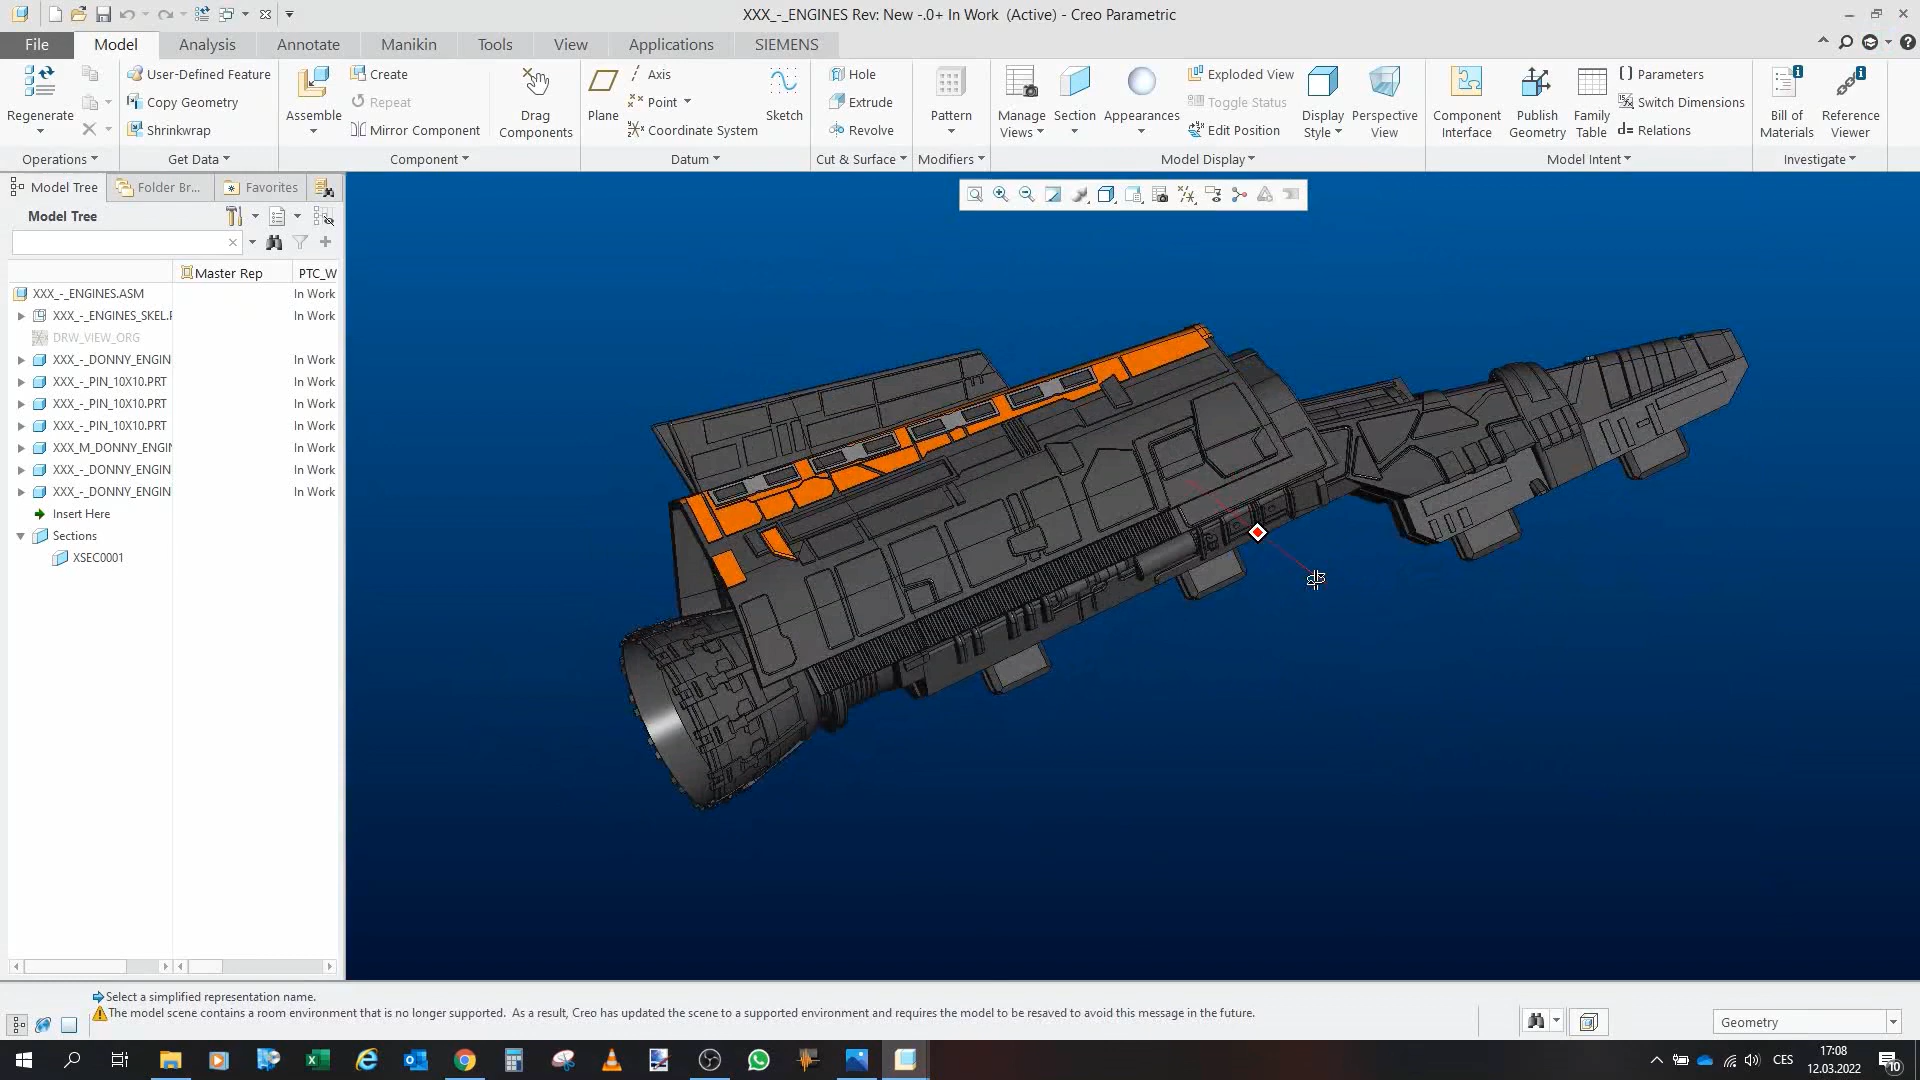 XXX_-_ENGINES Rev: New -.0+ In Work (Active) - Creo Parametric
File Model Analysis Annotate Manikin Tools View Applications SIEMENS
Regenerate
Operations
User-Defined Feature
Copy Geometry
Shrinkwrap
Get Data
Assemble
Create
Repeat
Mirror Component
Drag Components
Component
Plane
Axis
Point
Coordinate System
Sketch
Datum
Hole
Extrude
Revolve
Cut & Surface
Pattern
Modifiers
Manage Views
Section
Appearances
Exploded View
Toggle Status
Edit Position
Display Style
Perspective View
Model Display
Component Interface
Publish Geometry
Family Table
Parameters
Switch Dimensions
d= Relations
Model Intent
Bill of Materials
Reference Viewer
Investigate
Model Tree Folder Br... Favorites
Model Tree
Master Rep PTC_W
XXX_-_ENGINES.ASM In Work
XXX_-_ENGINES_SKEL.P In Work
DRW_VIEW_ORG
XXX_-_DONNY_ENGIN In Work
XXX_-_PIN_10X10.PRT In Work
XXX_-_PIN_10X10.PRT In Work
XXX_-_PIN_10X10.PRT In Work
XXX_M_DONNY_ENGIN In Work
XXX_-_DONNY_ENGIN In Work
XXX_-_DONNY_ENGIN In Work
Insert Here
Sections
XSEC0001
Select a simplified representation name.
The model scene contains a room environment that is no longer supported. As a result, Creo has updated the scene to a supported environment and requires the model to be resaved to avoid this message in the future.
Geometry
CES
17:08
12.03.2022
10